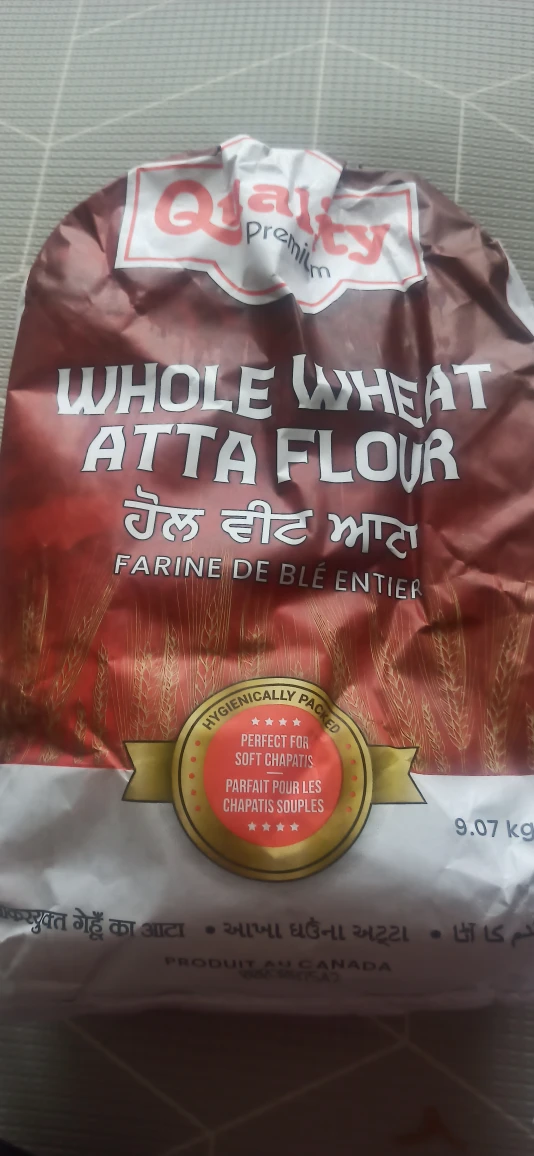 Quality
Premium
WHOLE WHEAT
ATTA FLOUR
ਹੋਲ ਵੀਟ ਆਟਾ
FARINE DE BLÉ ENTIER
HYGIENICALLY PACKED
PERFECT FOR
SOFT CHAPATIS
PARFAIT POUR LES
CHAPATIS SOUPLES
9.07 kg
गेहूँ का आटा • આખા ઘઉંના અટ્ટા •
PRODUIT AU CANADA